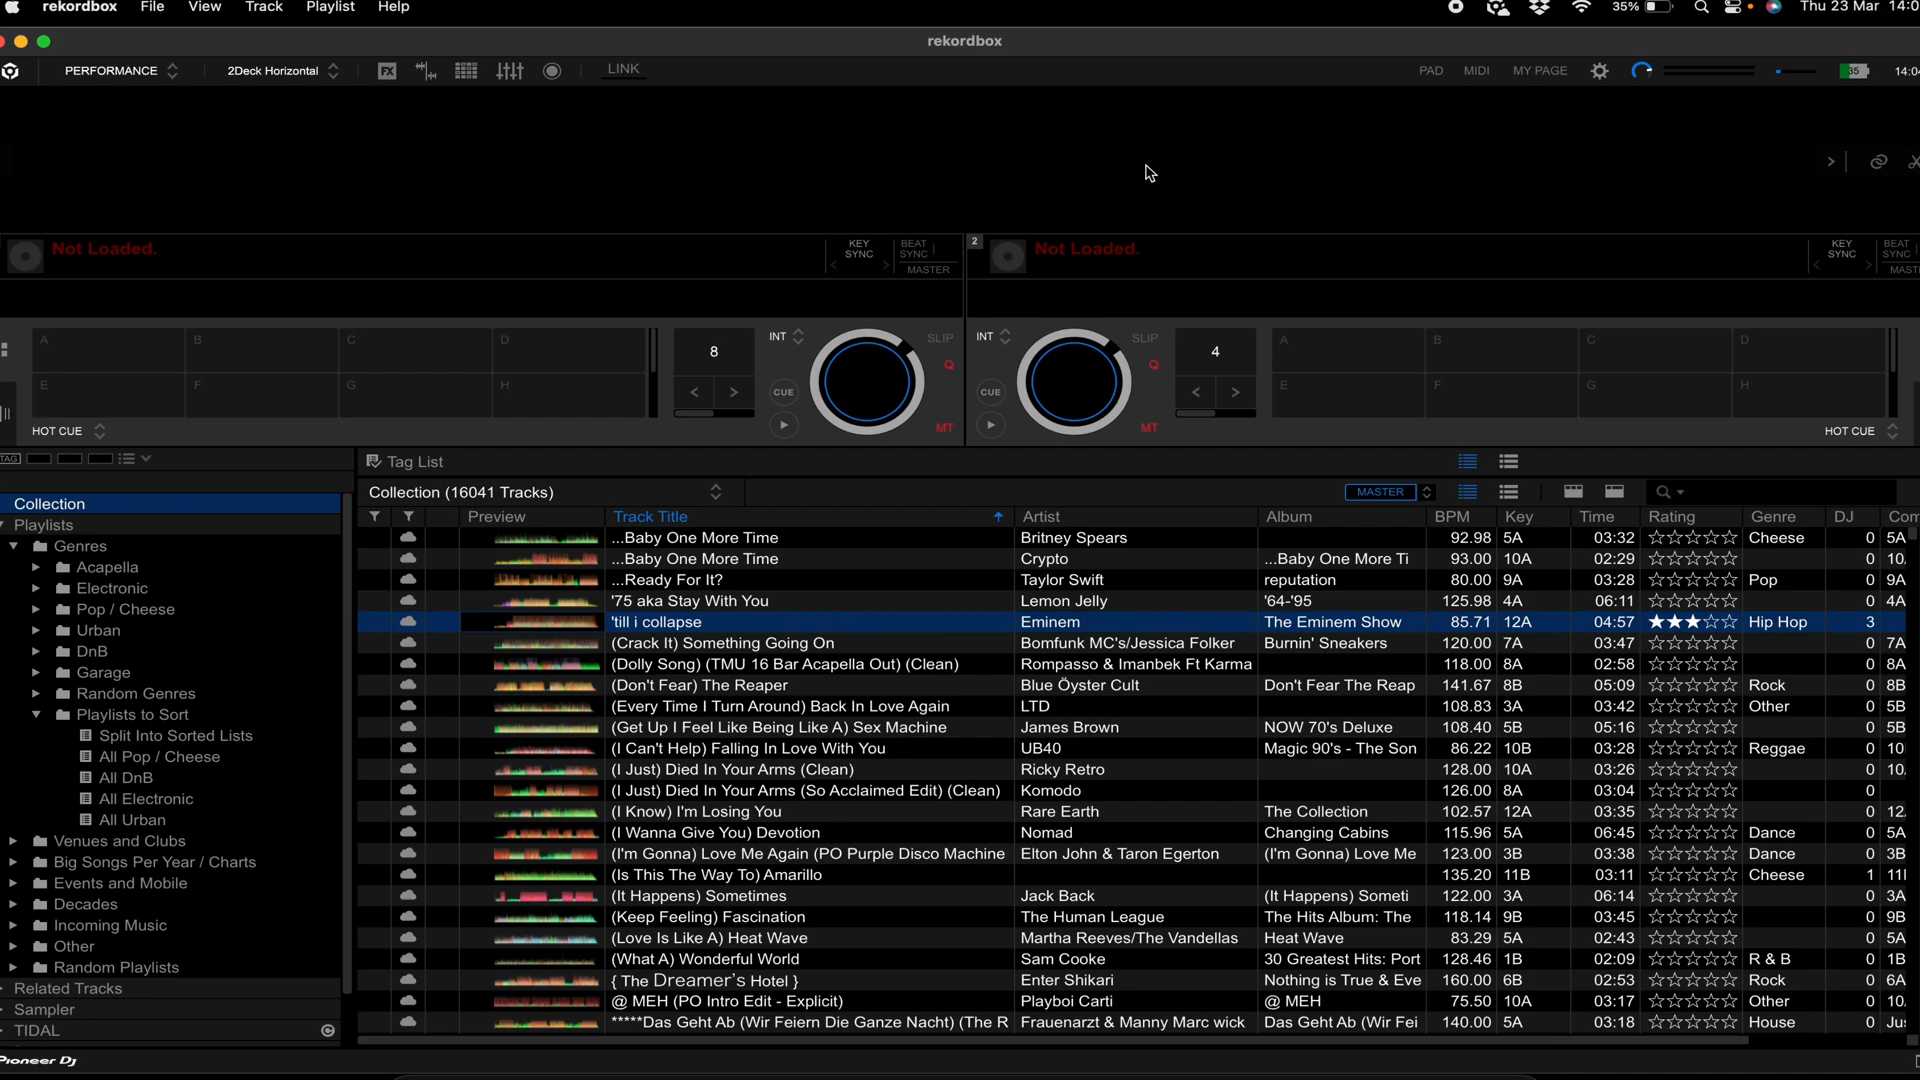 rekordbox File View Track Playlist Help 35% Thu 23 Mar 14:0
rekordbox
PERFORMANCE 2Deck Horizontal FX LINK PAD MIDI MY PAGE 35 14:04
Not Loaded. KEY SYNC BEAT SYNC MASTER 2 Not Loaded. KEY SYNC BEAT SYNC MAST
A B C D 8 INT SLIP INT SLIP 4 A B C D
Q Q
E F G H CUE CUE E F G H
HOT CUE MT MT HOT CUE
TAG Tag List
Collection (16041 Tracks) MASTER
Collection
Playlists
Genres
Acapella
Electronic
Pop / Cheese
Urban
DnB
Garage
Random Genres
Playlists to Sort
Split Into Sorted Lists
All Pop / Cheese
All DnB
All Electronic
All Urban
Venues and Clubs
Big Songs Per Year / Charts
Events and Mobile
Decades
Incoming Music
Other
Random Playlists
Related Tracks
Sampler
TIDAL
Pioneer Dj
Preview Track Title Artist Album BPM Key Time Rating Genre DJ Com
...Baby One More Time Britney Spears 92.98 5A 03:32 ☆☆☆☆☆ Cheese 0 5A
...Baby One More Time Crypto ...Baby One More Ti 93.00 10A 02:29 ☆☆☆☆☆ 0 10
...Ready For It? Taylor Swift reputation 80.00 9A 03:28 ☆☆☆☆☆ Pop 0 9A
'75 aka Stay With You Lemon Jelly '64-'95 125.98 4A 06:11 ☆☆☆☆☆ 0 4A
'till i collapse Eminem The Eminem Show 85.71 12A 04:57 ★★★☆☆ Hip Hop 3
(Crack It) Something Going On Bomfunk MC's/Jessica Folker Burnin' Sneakers 120.00 7A 03:47 ☆☆☆☆☆ 0 7A
(Dolly Song) (TMU 16 Bar Acapella Out) (Clean) Rompasso & Imanbek Ft Karma 118.00 8A 02:58 ☆☆☆☆☆ 0 8A
(Don't Fear) The Reaper Blue Öyster Cult Don't Fear The Reap 141.67 8B 05:09 ☆☆☆☆☆ Rock 0 8B
(Every Time I Turn Around) Back In Love Again LTD 108.83 3A 03:42 ☆☆☆☆☆ Other 0 5B
(Get Up I Feel Like Being Like A) Sex Machine James Brown NOW 70's Deluxe 108.40 5B 05:16 ☆☆☆☆☆ 0 5B
(I Can't Help) Falling In Love With You UB40 Magic 90's - The Son 86.22 10B 03:28 ☆☆☆☆☆ Reggae 0 10
(I Just) Died In Your Arms (Clean) Ricky Retro 128.00 10A 03:26 ☆☆☆☆☆ 0 10.
(I Just) Died In Your Arms (So Acclaimed Edit) (Clean) Komodo 126.00 8A 03:04 ☆☆☆☆☆ 0
(I Know) I'm Losing You Rare Earth The Collection 102.57 12A 03:35 ☆☆☆☆☆ 0 12.
(I Wanna Give You) Devotion Nomad Changing Cabins 115.96 5A 06:45 ☆☆☆☆☆ Dance 0 5A
(I'm Gonna) Love Me Again (PO Purple Disco Machine Elton John & Taron Egerton (I'm Gonna) Love Me 123.00 3B 03:38 ☆☆☆☆☆ Dance 0 3B
(Is This The Way To) Amarillo 135.20 11B 03:11 ☆☆☆☆☆ Cheese 1 11
(It Happens) Sometimes Jack Back (It Happens) Someti 122.00 3A 06:14 ☆☆☆☆☆ 0 3A
(Keep Feeling) Fascination The Human League The Hits Album: The 118.14 9B 03:45 ☆☆☆☆☆ 0 9B
(Love Is Like A) Heat Wave Martha Reeves/The Vandellas Heat Wave 83.29 5A 02:43 ☆☆☆☆☆ 0 5A
(What A) Wonderful World Sam Cooke 30 Greatest Hits: Port 128.46 1B 02:09 ☆☆☆☆☆ R & B 0 1B
{ The Dreamer's Hotel } Enter Shikari Nothing is True & Eve 160.00 6B 02:53 ☆☆☆☆☆ Rock 0 6A
@ MEH (PO Intro Edit - Explicit) Playboi Carti @ MEH 75.50 10A 03:17 ☆☆☆☆☆ Other 0 10.
*****Das Geht Ab (Wir Feiern Die Ganze Nacht) (The R Frauenarzt & Manny Marc wick Das Geht Ab (Wir Fei 140.00 5A 03:18 ☆☆☆☆☆ House 0 Ju